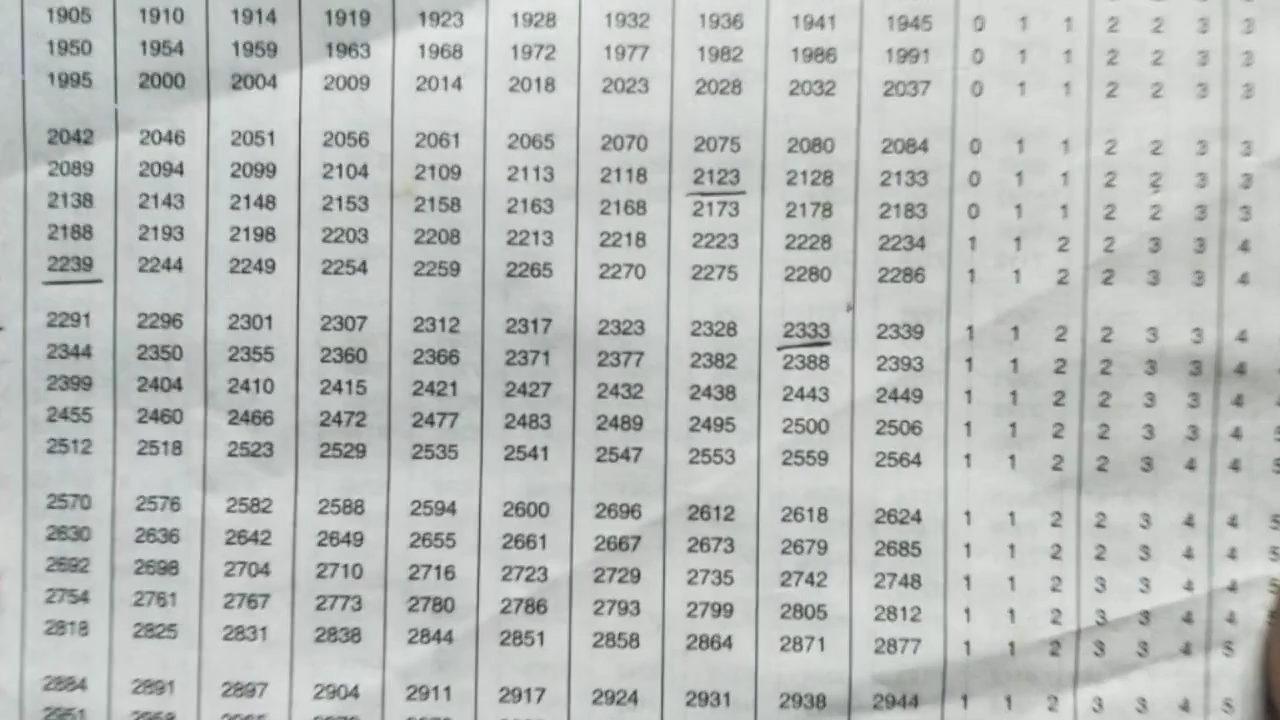 1905 1910 1914 1919 1923 1928 1932 1936 1941 1945 0 1 1 2 2 3 3
1950 1954 1959 1963 1968 1972 1977 1982 1986 1991 0 1 1 2 2 3 3
1995 2000 2004 2009 2014 2018 2023 2028 2032 2037 0 1 1 2 2 3 3
2042 2046 2051 2056 2061 2065 2070 2075 2080 2084 0 1 1 2 2 3 3
2089 2094 2099 2104 2109 2113 2118 2123 2128 2133 0 1 1 2 2 3 3
2138 2143 2148 2153 2158 2163 2168 2173 2178 2183 0 1 1 2 2 3 3
2188 2193 2198 2203 2208 2213 2218 2223 2228 2234 1 1 2 2 3 3 4
2239 2244 2249 2254 2259 2265 2270 2275 2280 2286 1 1 2 2 3 3 4
2291 2296 2301 2307 2312 2317 2323 2328 2333 2339 1 1 2 2 3 3 4
2344 2350 2355 2360 2366 2371 2377 2382 2388 2393 1 1 2 2 3 3 4
2399 2404 2410 2415 2421 2427 2432 2438 2443 2449 1 1 2 2 3 3 4
2455 2460 2466 2472 2477 2483 2489 2495 2500 2506 1 1 2 2 3 3 4
2512 2518 2523 2529 2535 2541 2547 2553 2559 2564 1 1 2 2 3 4 4
2570 2576 2582 2588 2594 2600 2696 2612 2618 2624 1 1 2 2 3 4 4
2630 2636 2642 2649 2655 2661 2667 2673 2679 2685 1 1 2 2 3 4 4
2692 2698 2704 2710 2716 2723 2729 2735 2742 2748 1 1 2 3 3 4 4
2754 2761 2767 2773 2780 2786 2793 2799 2805 2812 1 1 2 3 3 4 4
2818 2825 2831 2838 2844 2851 2858 2864 2871 2877 1 1 2 3 3 4 5
2884 2891 2897 2904 2911 2917 2924 2931 2938 2944 1 1 2 3 3 4 5